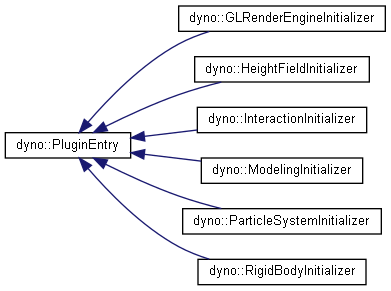 dyno::GLRenderEngineInitializer
dyno::HeightFieldInitializer
dyno::InteractionInitializer
dyno::PluginEntry
dyno::ModelingInitializer
dyno::ParticleSystemInitializer
dyno::RigidBodyInitializer